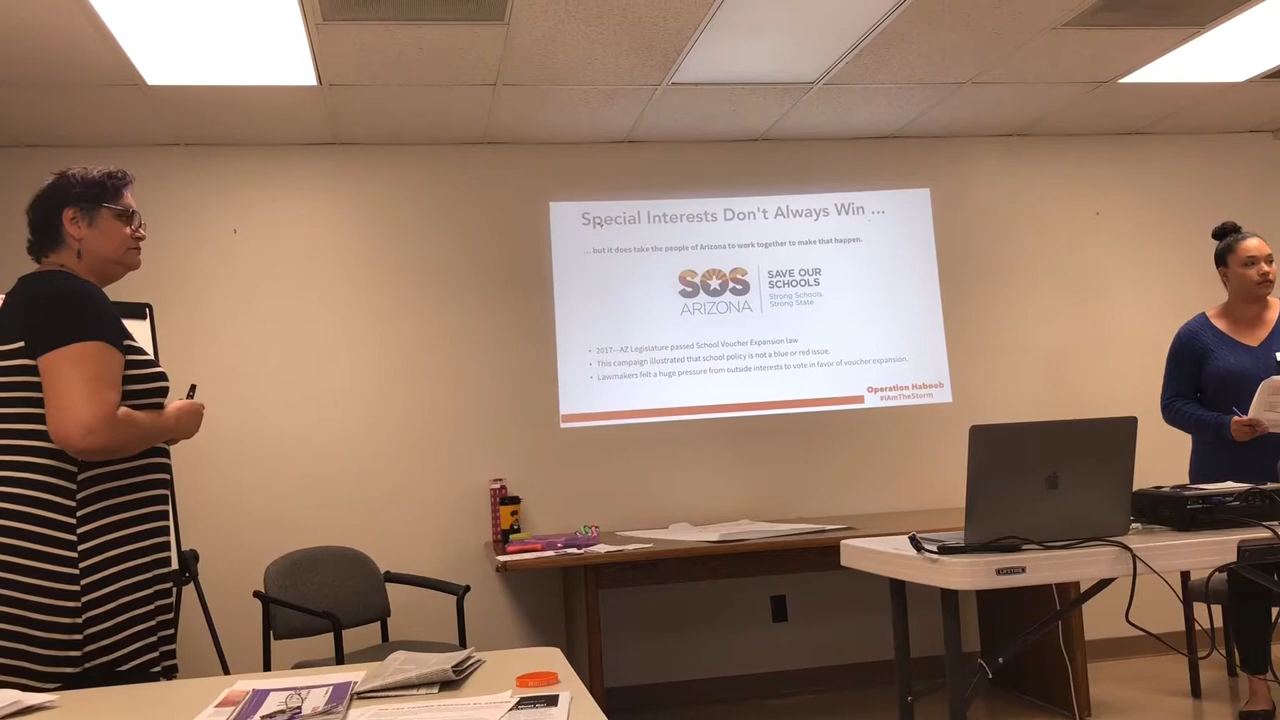 Special Interests Don't Always Win ...
... but it does take the people of Arizona to work together to make that happen.
SOS
ARIZONA
SAVE OUR
SCHOOLS
Strong Schools,
Strong State
• 2017--AZ Legislature passed School Voucher Expansion law
• This campaign illustrated that school policy is not a blue or red issue.
• Lawmakers felt a huge pressure from outside interests to vote in favor of voucher expansion.
Operation Haboob
#IAmTheStorm
LIFETIME